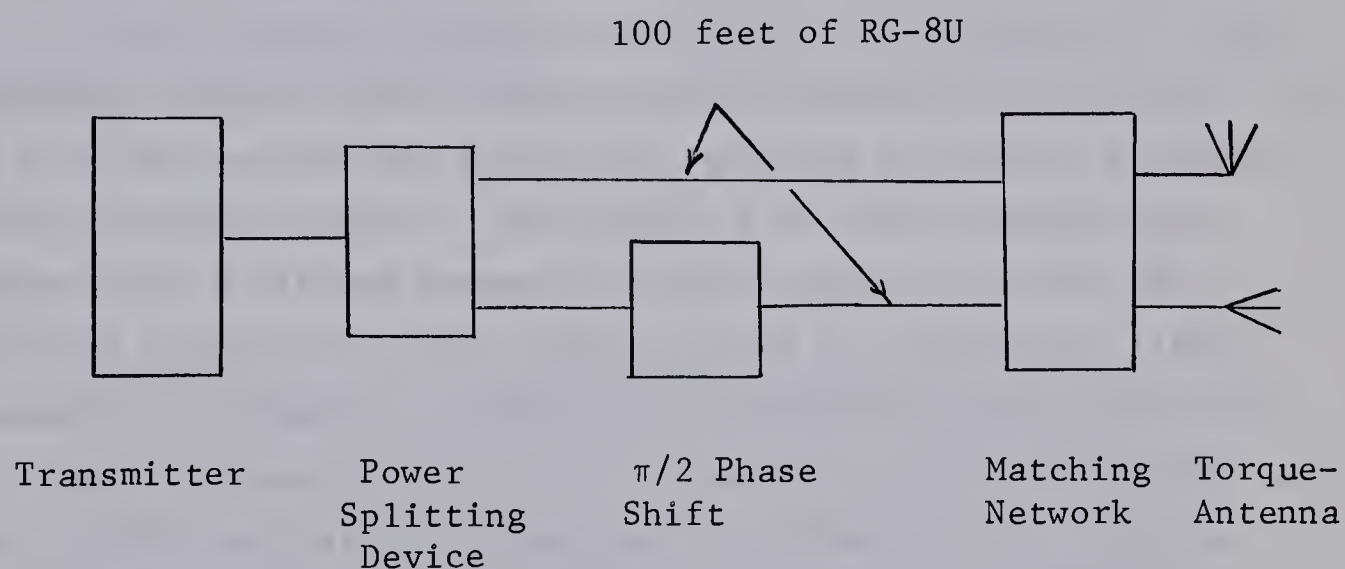 100 feet of RG-8U
Transmitter
Power
Splitting
Device
π/2 Phase
Shift
Matching
Network
Torque-
Antenna